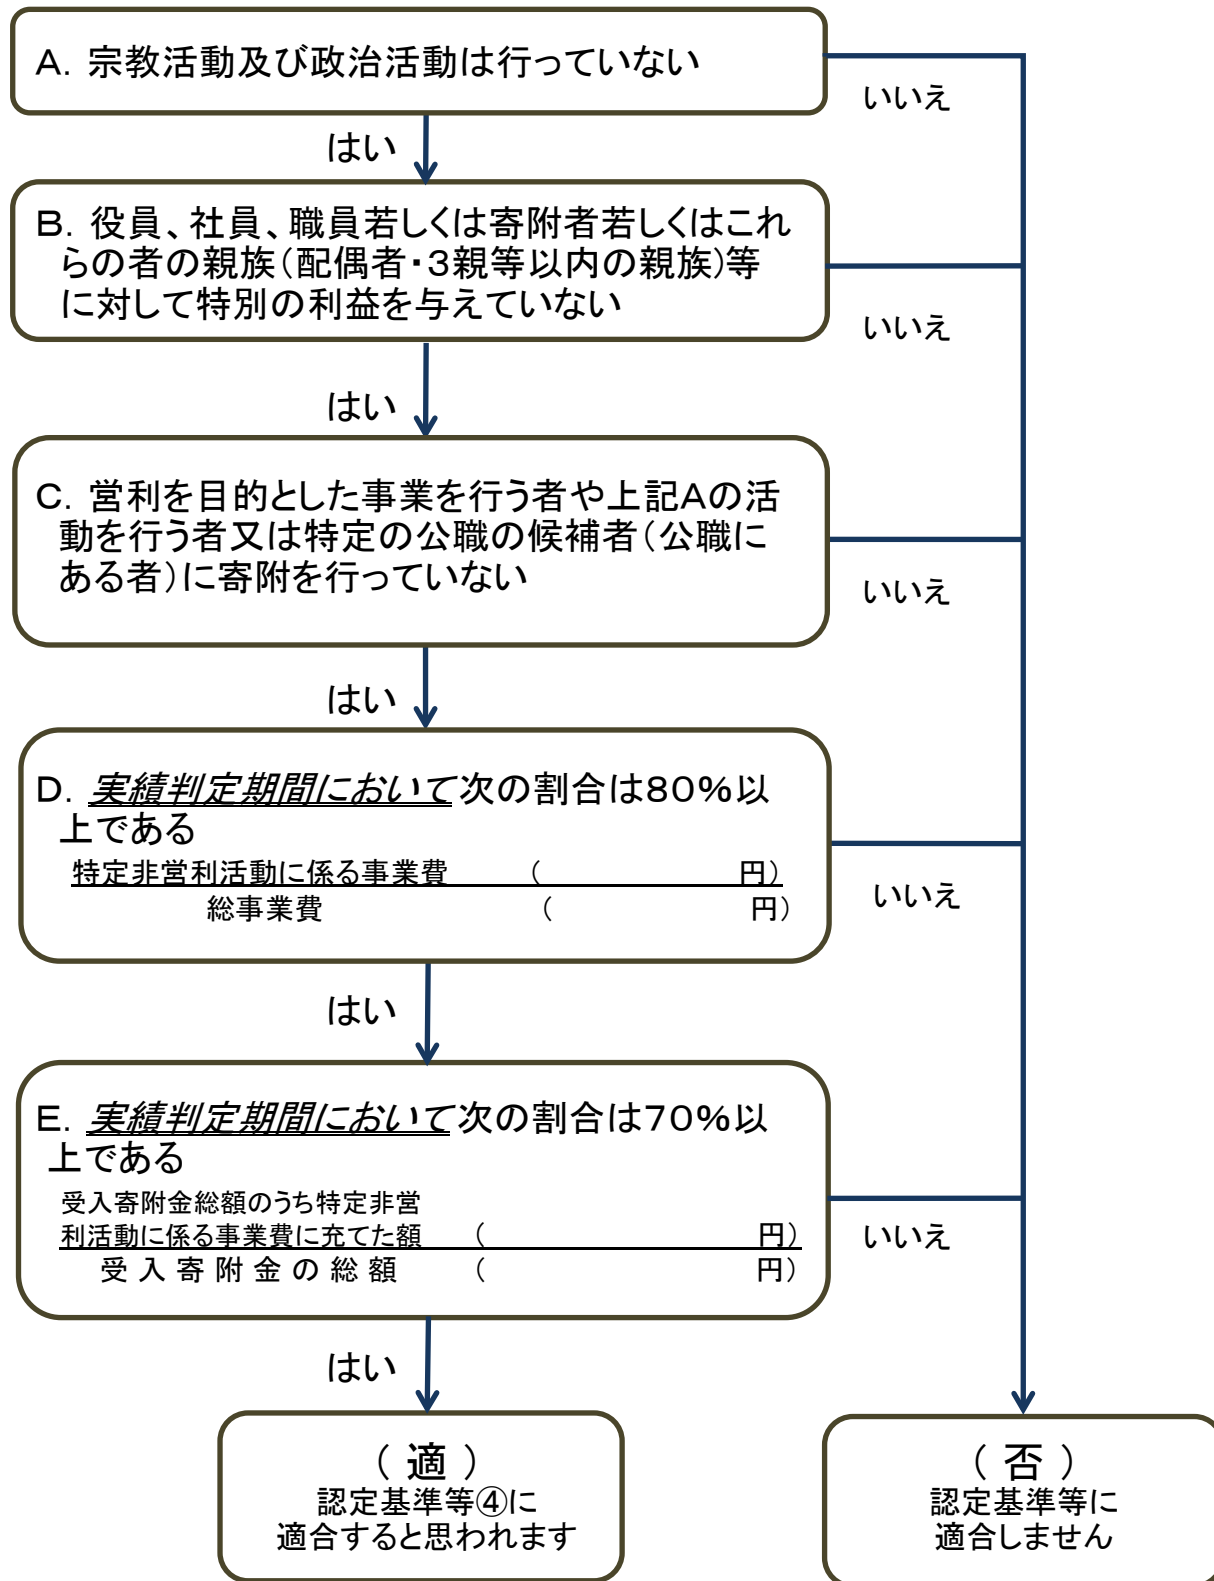 A. 宗教活動及び政治活動は行っていない
いいえ
はい
B. 役員、社員、職員若しくは寄附者若しくはこれ
らの者の親族(配偶者・3親等以内の親族)等
に対して特別の利益を与えていない
いいえ
はい
C. 営利を目的とした事業を行う者や上記Aの活
動を行う者又は特定の公職の候補者(公職に
ある者)に寄附を行っていない
いいえ
はい
D. 実績判定期間において次の割合は80%以
上である
特定非営利活動に係る事業費 ( 円)
総事業費 ( 円)
いいえ
はい
E. 実績判定期間において次の割合は70%以
上である
受入寄附金総額のうち特定非営
利活動に係る事業費に充てた額 ( 円)
受入寄附金の総額 ( 円)
いいえ
はい
(適)
認定基準等④に
適合すると思われます
(否)
認定基準等に
適合しません